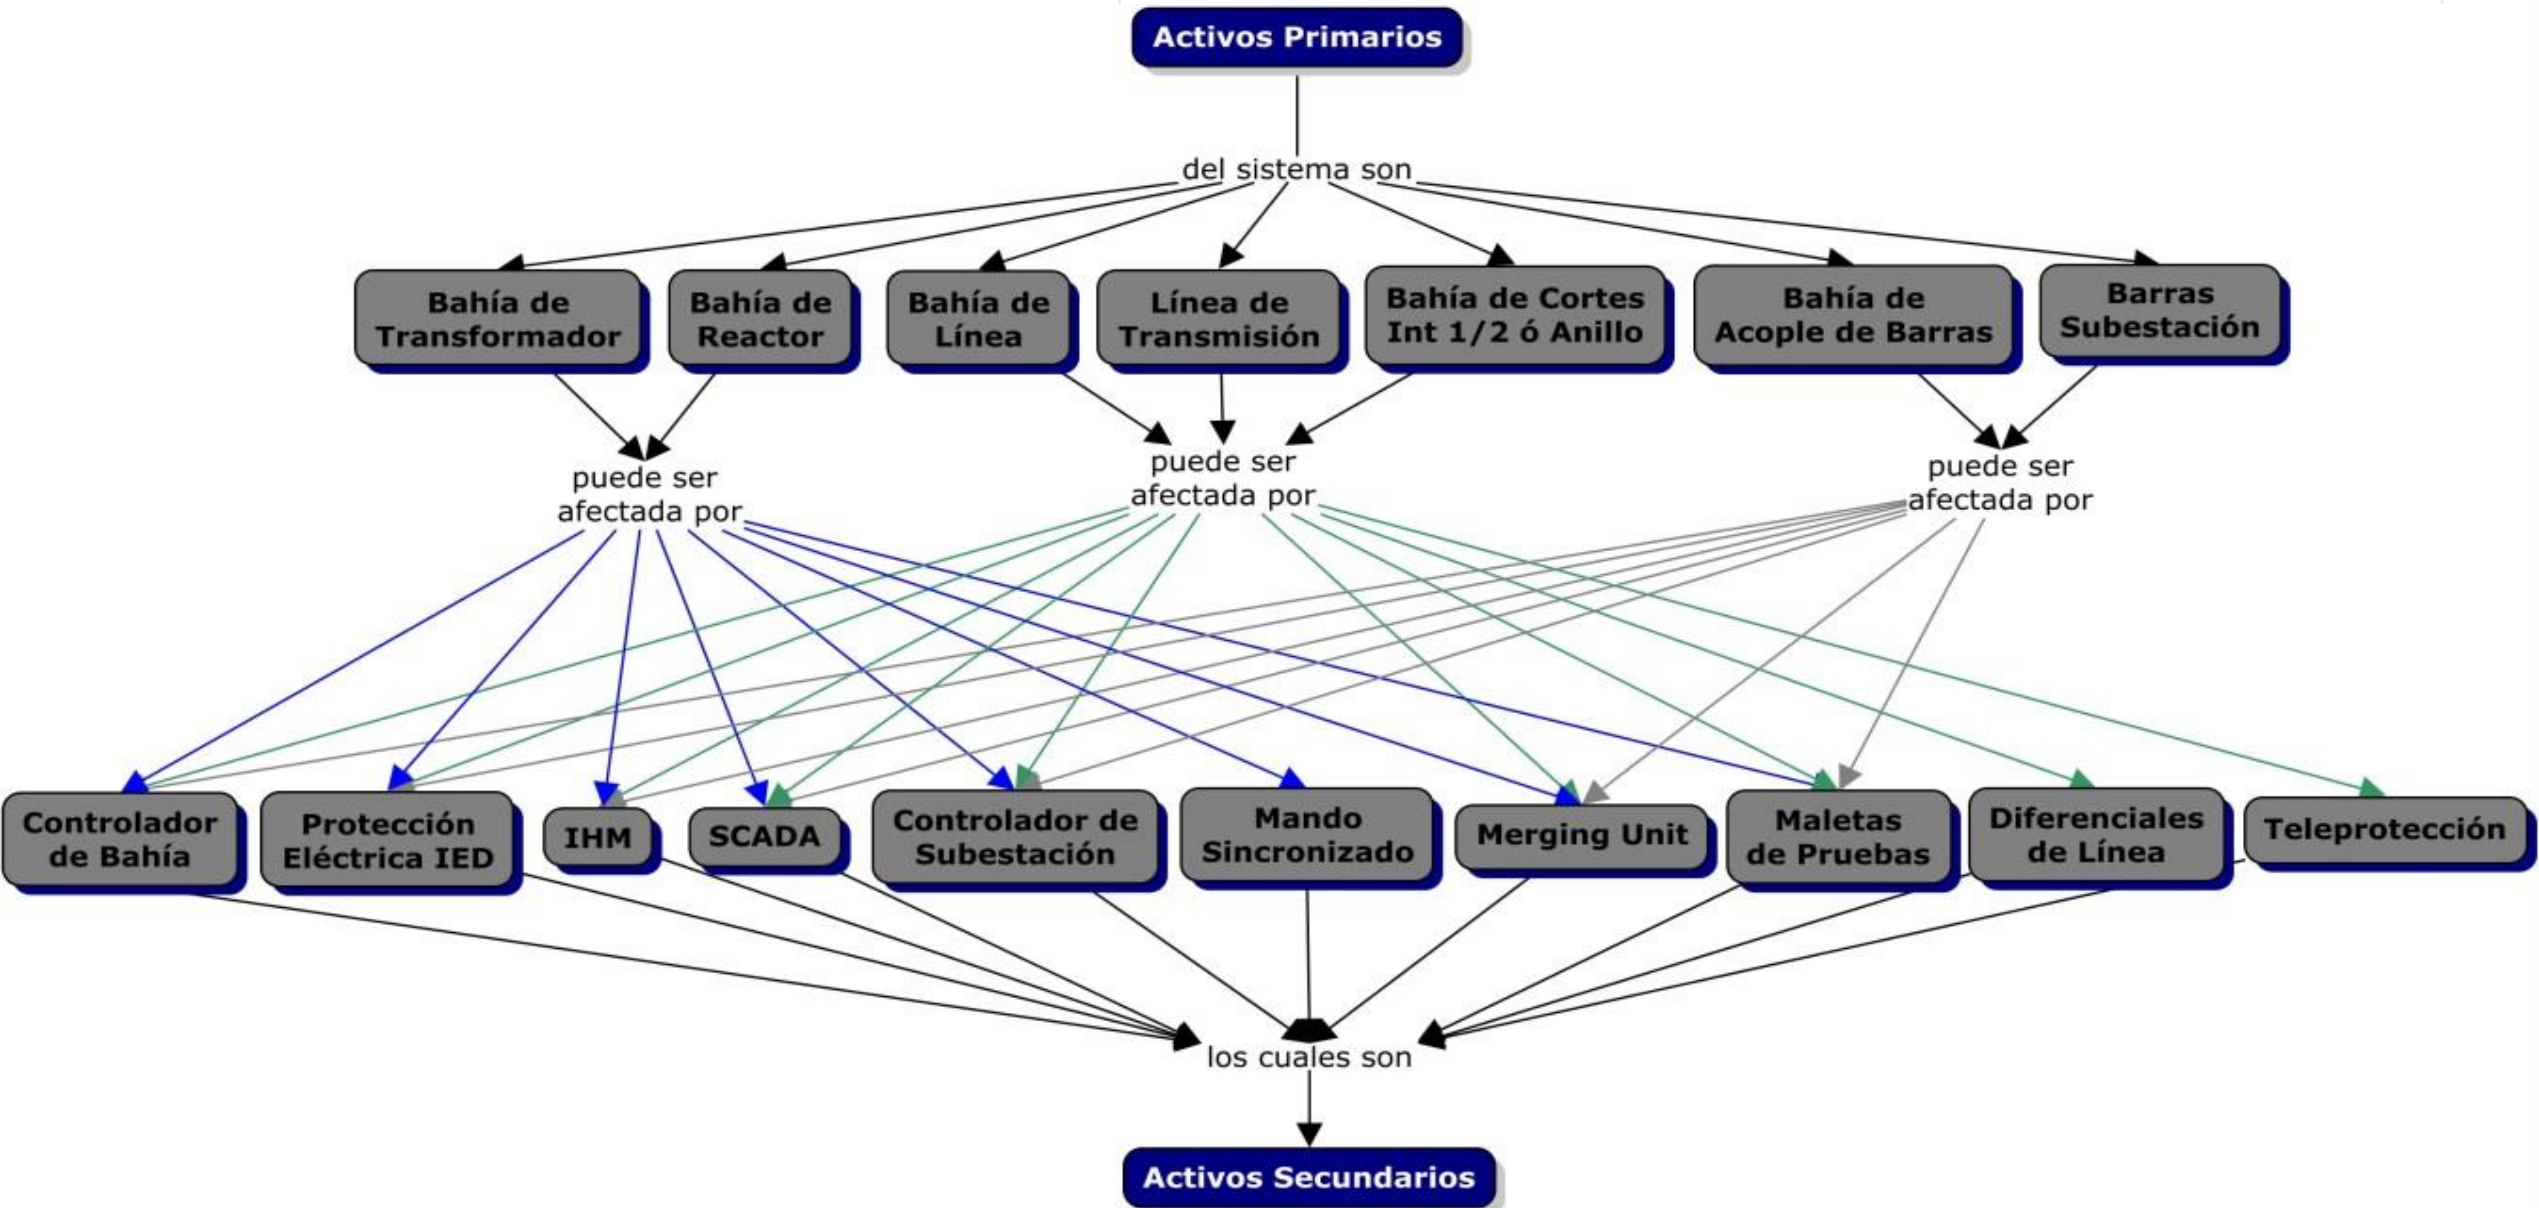 Activos Primarios
del sistema son
Bahía de
Transformador
Bahía de
Reactor
Bahía de
Línea
Línea de
Transmisión
Bahía de Cortes
Int 1/2 ó Anillo
Bahía de
Acople de Barras
Barras
Subestación
puede ser
afectada por
puede ser
afectada por
puede ser
afectada por
Controlador
de Bahía
Protección
Eléctrica IED
IHM
SCADA
Controlador de
Subestación
Mando
Sincronizado
Merging Unit
Maletas
de Pruebas
Diferenciales
de Línea
Teleprotección
los cuales son
Activos Secundarios